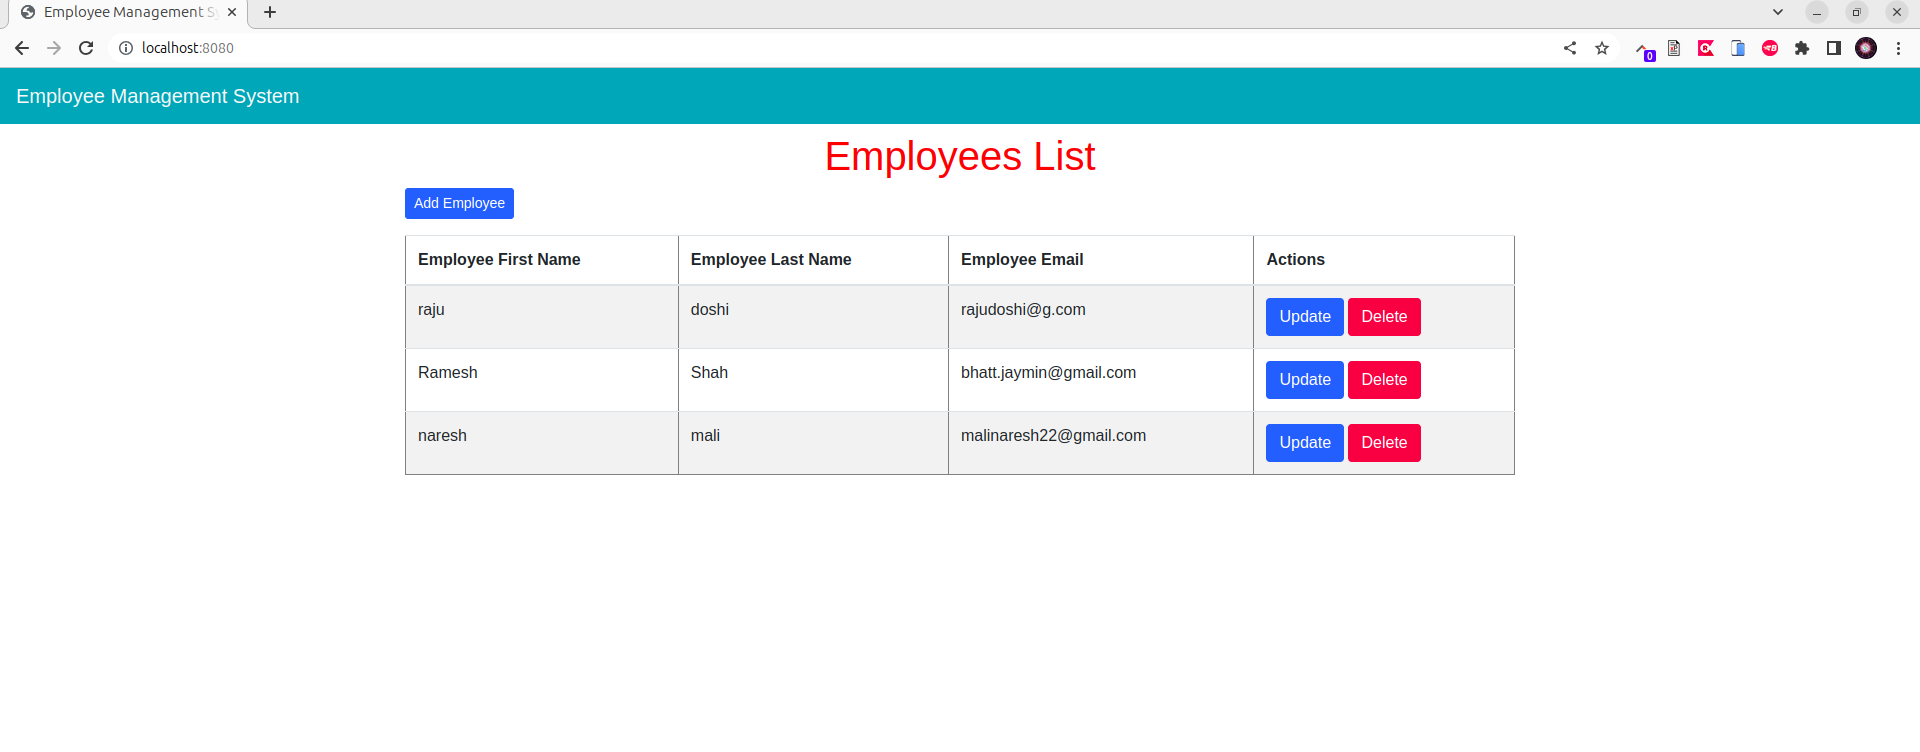 Employee Management S
localhost:8080
0
Employee Management System
Employees List
Add Employee
Employee First Name Employee Last Name Employee Email Actions
raju doshi rajudoshi@g.com Update Delete
Ramesh Shah bhatt.jaymin@gmail.com Update Delete
naresh mali malinaresh22@gmail.com Update Delete